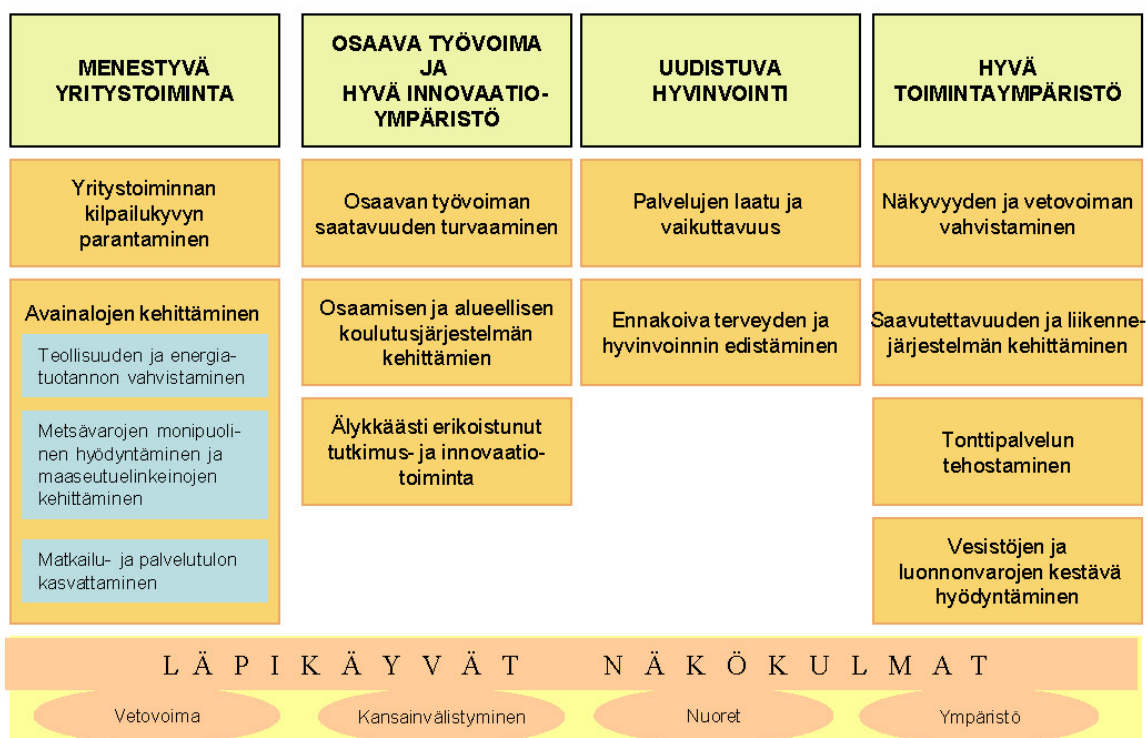 MENESTYVÄ
YRITYSTOIMINTA
Yritystoiminnan
kilpailukyvyn
parantaminen
Avainalojen kehittäminen
Teollisuuden ja energia-
tuotannon vahvistaminen
Metsävarojen monipuoli-
nen hyödyntäminen ja
maaseutuelinkeinojen
kehittäminen
Matkailu- ja palvelutulon
kasvattaminen
OSAAVA TYÖVOIMA
JA
HYVÄ INNOVAATIO-
YMPÄRISTÖ
Osaavan työvoiman
saatavuuden turvaaminen
Osaamisen ja alueellisen
koulutusjärjestelmän
kehittämien
Älykkäästi erikoistunut
tutkimus- ja innovaatio-
toiminta
UUDISTUVA
HYVINVOINTI
Palvelujen laatu ja
vaikuttavuus
Ennakoiva terveyden ja
hyvinvoinnin edistäminen
HYVÄ
TOIMINTAYMPÄRISTÖ
Näkyvyyden ja vetovoiman
vahvistaminen
Saavutettavuuden ja liikenne-
järjestelmän kehittäminen
Tonttipalvelun
tehostaminen
Vesistöjen ja
luonnonvarojen kestävä
hyödyntäminen
LÄPIKÄYVÄT NÄKÖKULMAT
Vetovoima
Kansainvälistyminen
Nuoret
Ympäristö